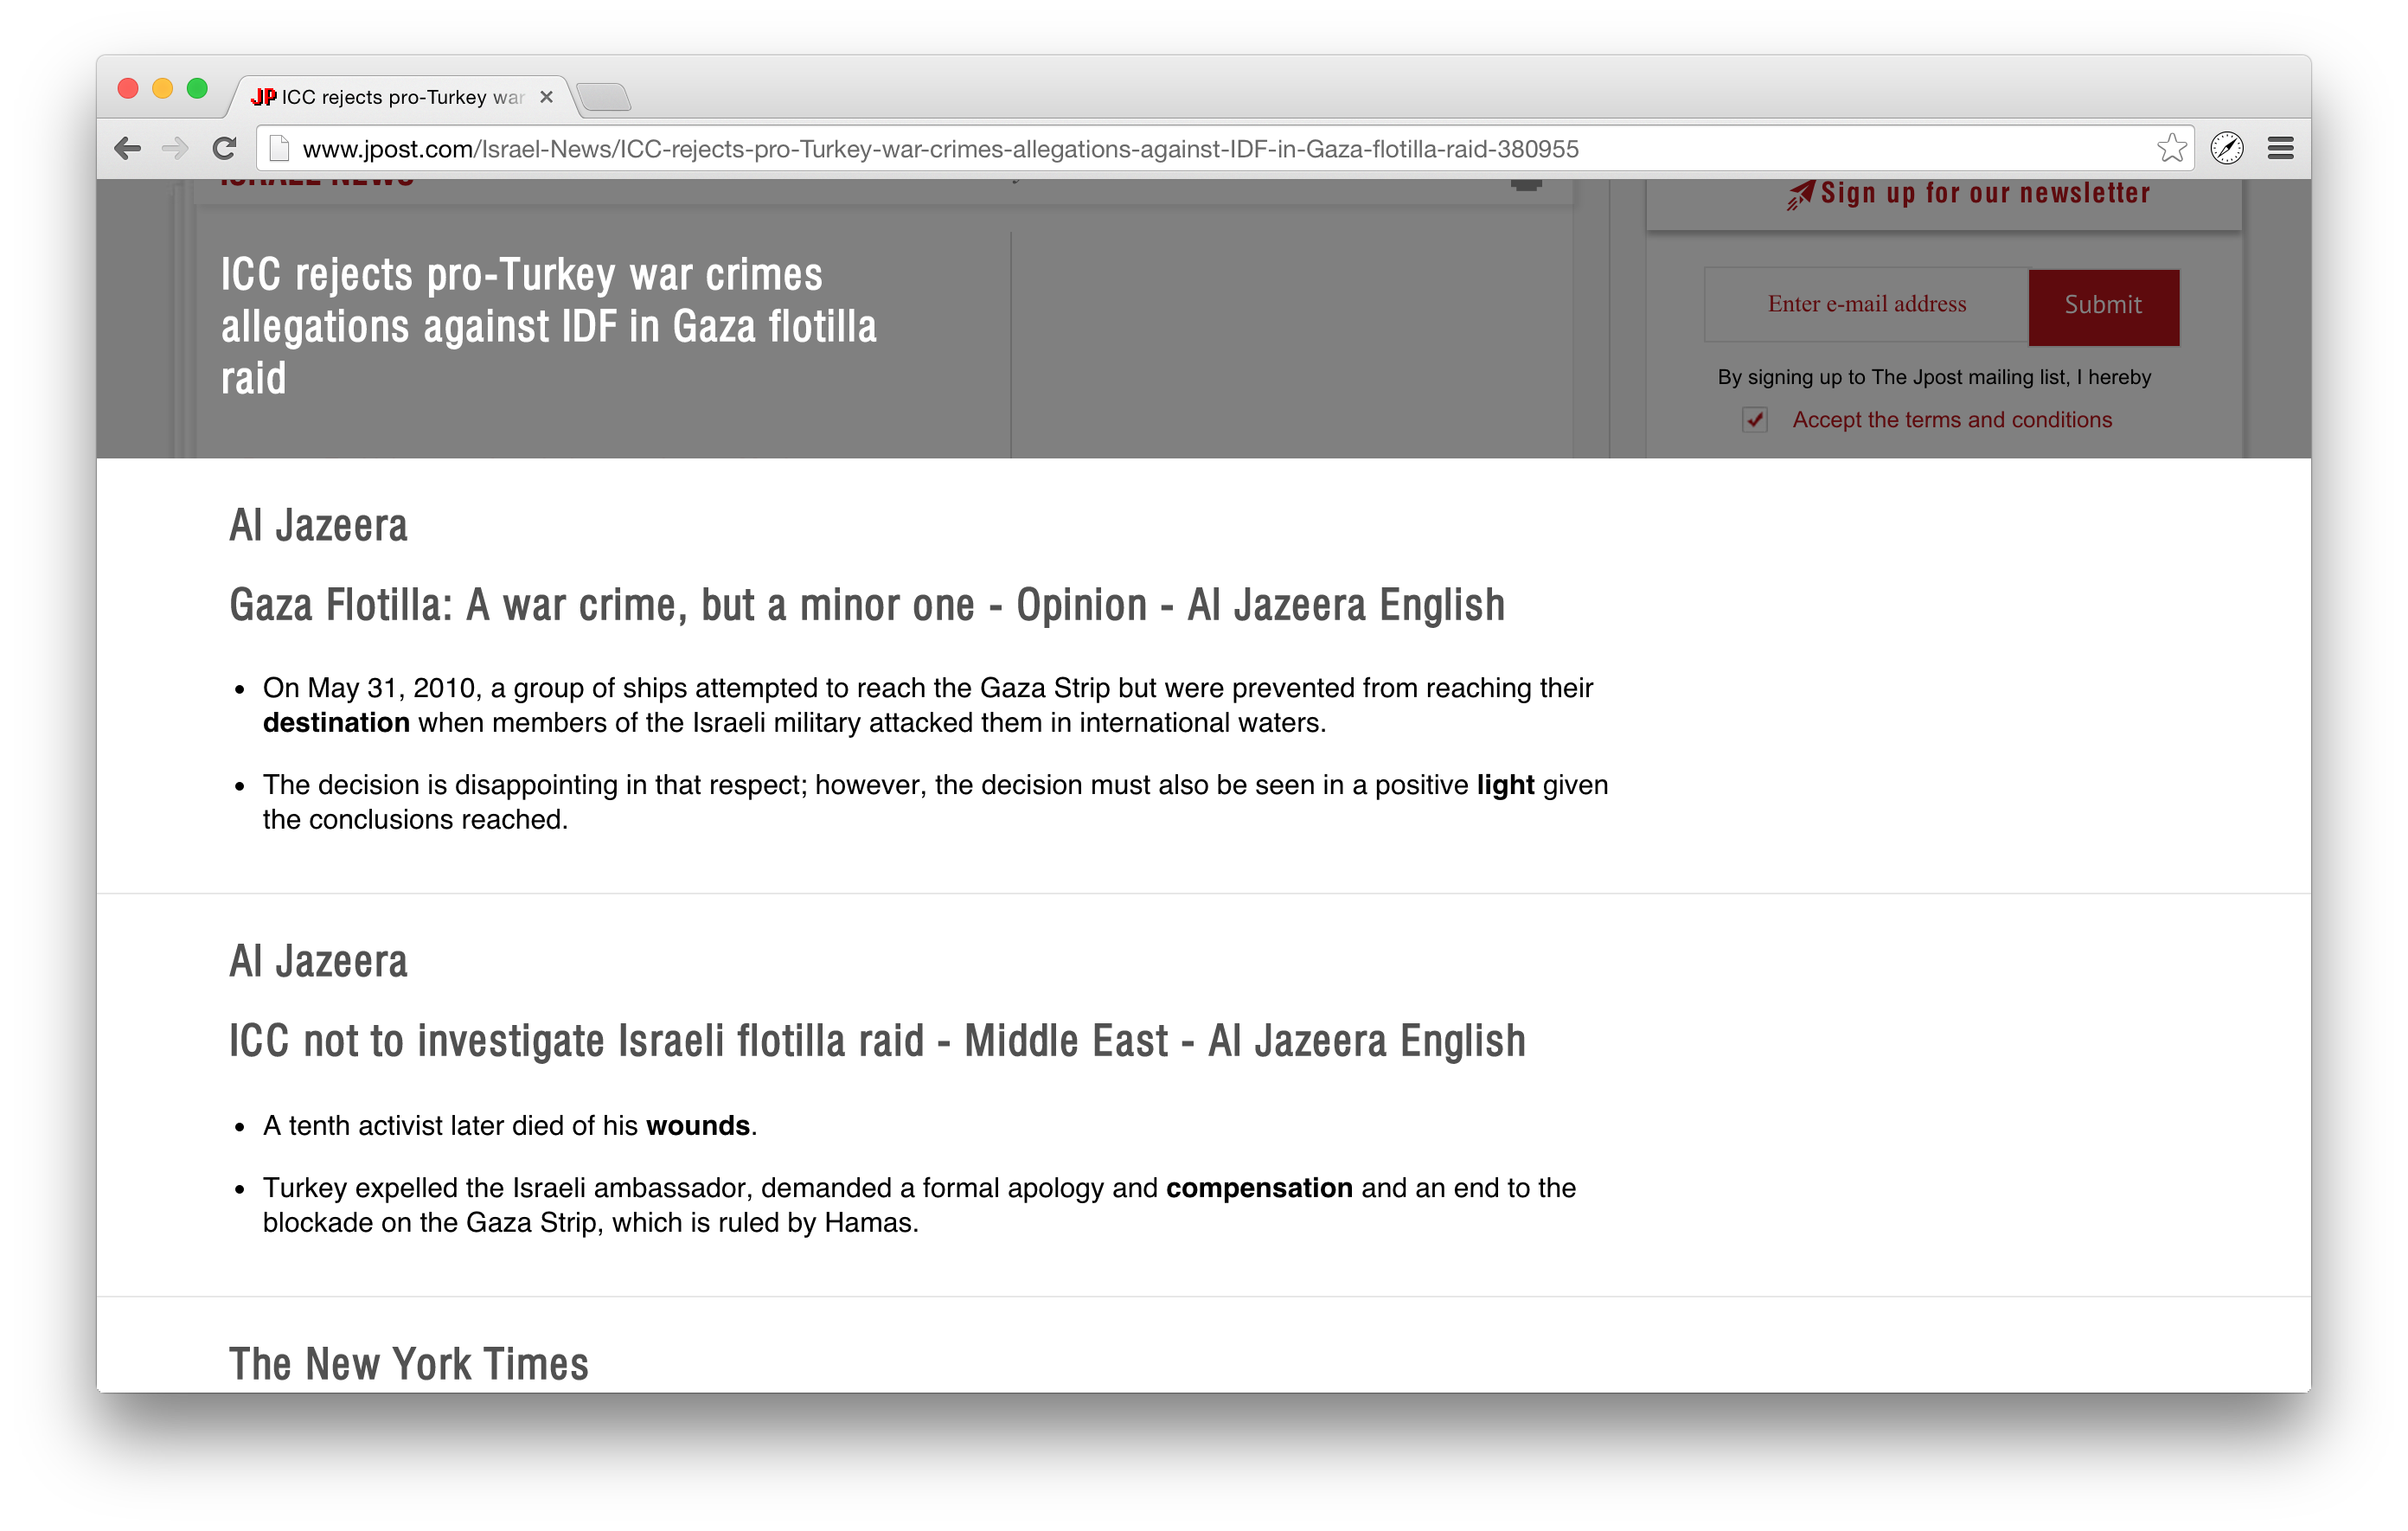 JP ICC rejects pro-Turkey war
www.jpost.com/Israel-News/ICC-rejects-pro-Turkey-war-crimes-allegations-against-IDF-in-Gaza-flotilla-raid-380955
ISRAEL NEWS
Sign up for our newsletter
ICC rejects pro-Turkey war crimes
allegations against IDF in Gaza flotilla
raid
Enter e-mail address
Submit
By signing up to The Jpost mailing list, I hereby
Accept the terms and conditions
Al Jazeera
Gaza Flotilla: A war crime, but a minor one - Opinion - Al Jazeera English
• On May 31, 2010, a group of ships attempted to reach the Gaza Strip but were prevented from reaching their
destination when members of the Israeli military attacked them in international waters.
• The decision is disappointing in that respect; however, the decision must also be seen in a positive light given
the conclusions reached.
Al Jazeera
ICC not to investigate Israeli flotilla raid - Middle East - Al Jazeera English
• A tenth activist later died of his wounds.
• Turkey expelled the Israeli ambassador, demanded a formal apology and compensation and an end to the
blockade on the Gaza Strip, which is ruled by Hamas.
The New York Times